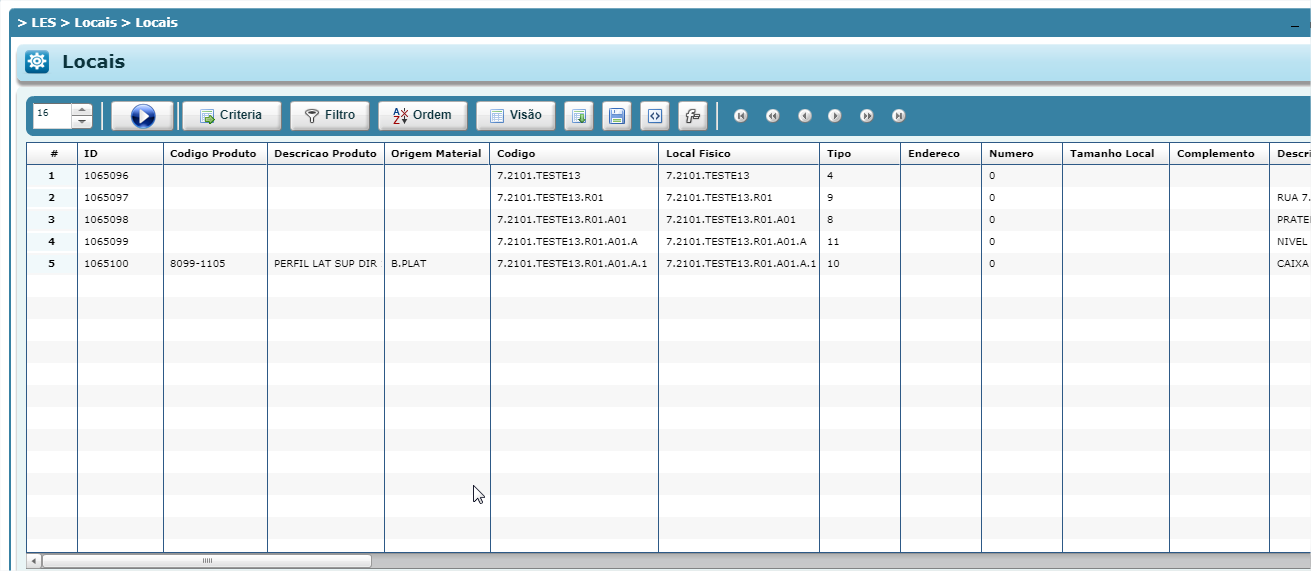 > LES > Locais > Locais
Locais
16 Criteria Filtro Ordem Visão
# ID Codigo Produto Descricao Produto Origem Material Codigo Local Fisico Tipo Endereco Numero Tamanho Local Complemento Descri
1 1065096 7.2101.TESTE13 7.2101.TESTE13 4 0
2 1065097 7.2101.TESTE13.R01 7.2101.TESTE13.R01 9 0 RUA 7.
3 1065098 7.2101.TESTE13.R01.A01 7.2101.TESTE13.R01.A01 8 0 PRATE
4 1065099 7.2101.TESTE13.R01.A01.A 7.2101.TESTE13.R01.A01.A 11 0 NIVEL
5 1065100 8099-1105 PERFIL LAT SUP DIR B.PLAT 7.2101.TESTE13.R01.A01.A.1 7.2101.TESTE13.R01.A01.A.1 10 0 CAIXA